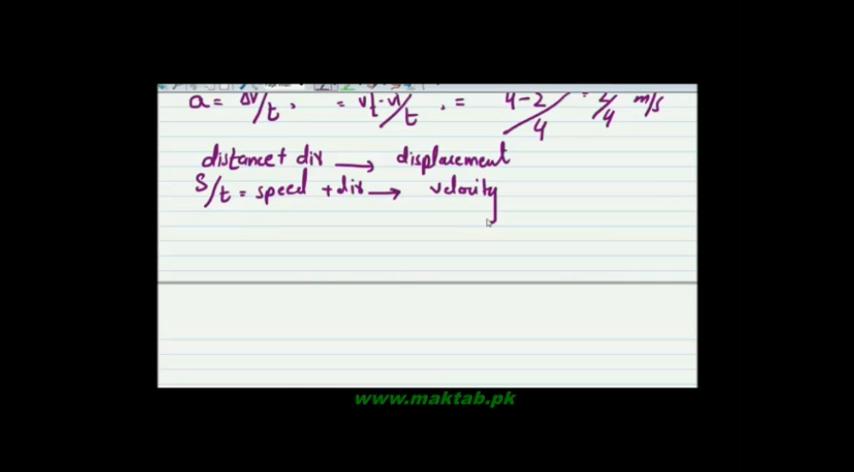 a = ΔV/t , = vf-vi/t , = 4-2/4 = 2/4 m/s
distance + dir → displacement
S/t = speed + dir → velocity
www.maktab.pk